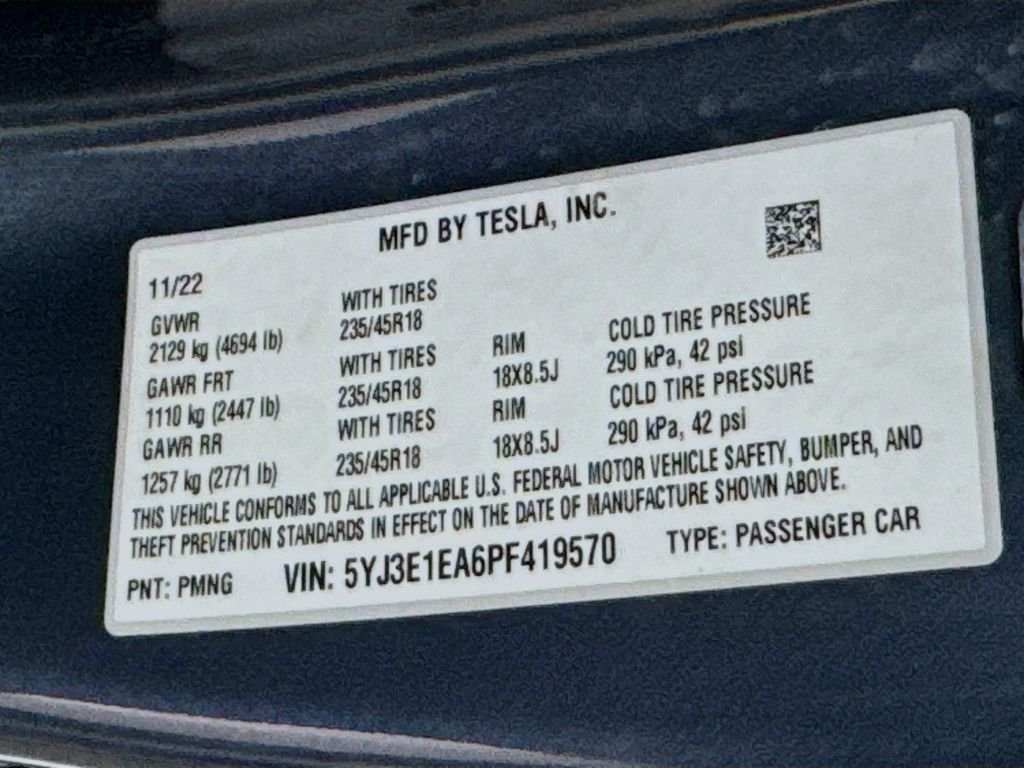 MFD BY TESLA, INC.
11/22
GVWR WITH TIRES
2129 kg (4694 lb) 235/45R18
GAWR FRT WITH TIRES RIM COLD TIRE PRESSURE
1110 kg (2447 lb) 235/45R18 18X8.5J 290 kPa, 42 psi
GAWR RR WITH TIRES RIM COLD TIRE PRESSURE
1257 kg (2771 lb) 235/45R18 18X8.5J 290 kPa, 42 psi
THIS VEHICLE CONFORMS TO ALL APPLICABLE U.S. FEDERAL MOTOR VEHICLE SAFETY, BUMPER, AND
THEFT PREVENTION STANDARDS IN EFFECT ON THE DATE OF MANUFACTURE SHOWN ABOVE.
PNT: PMNG VIN: 5YJ3E1EA6PF419570 TYPE: PASSENGER CAR